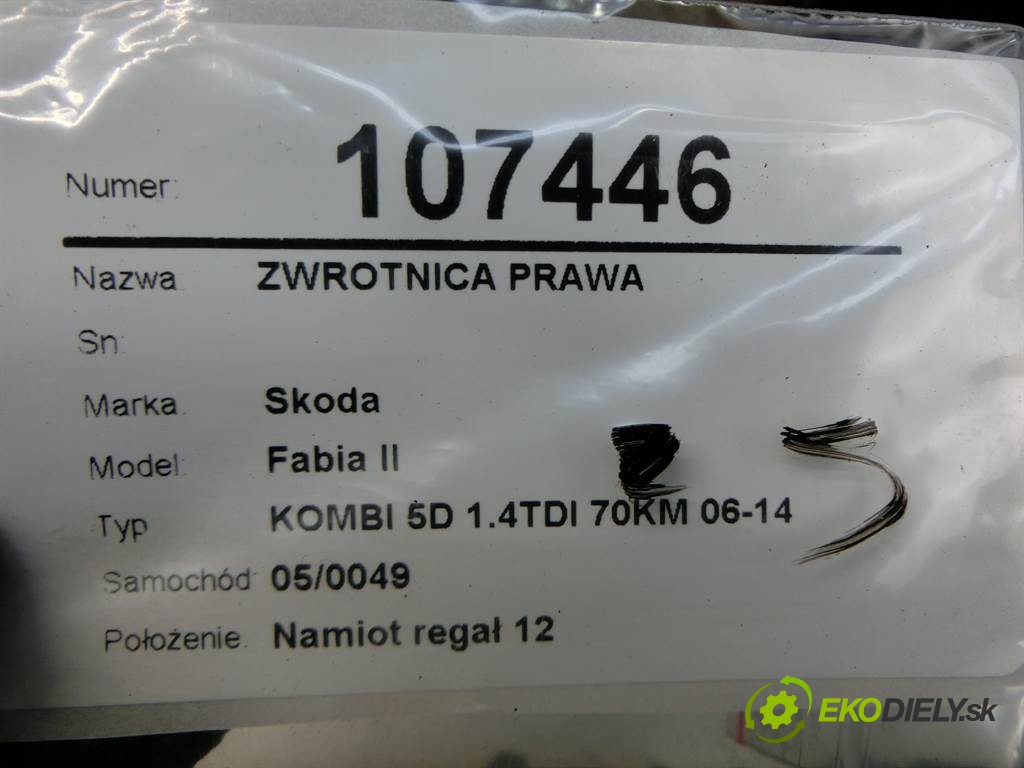 Numer: 107446
Nazwa ZWROTNICA PRAWA
Sn:
Marka Skoda
Model: Fabia II
Typ KOMBI 5D 1.4TDI 70KM 06-14
Samochód 05/0049
Położenie. Namiot regał 12
EKODIELY.sk